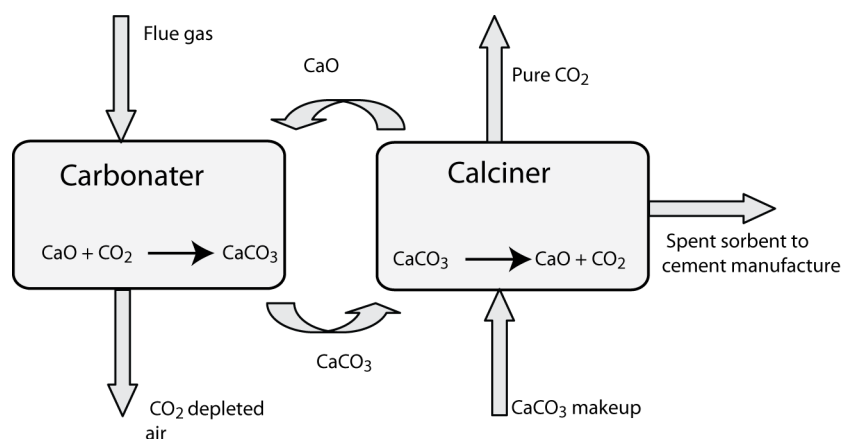 Flue gas
CaO
Pure CO₂
Carbonater
Calciner
CaO + CO₂ → CaCO₃
CaCO₃ → CaO + CO₂
Spent sorbent to
cement manufacture
CaCO₃
CO₂ depleted
air
CaCO₃ makeup